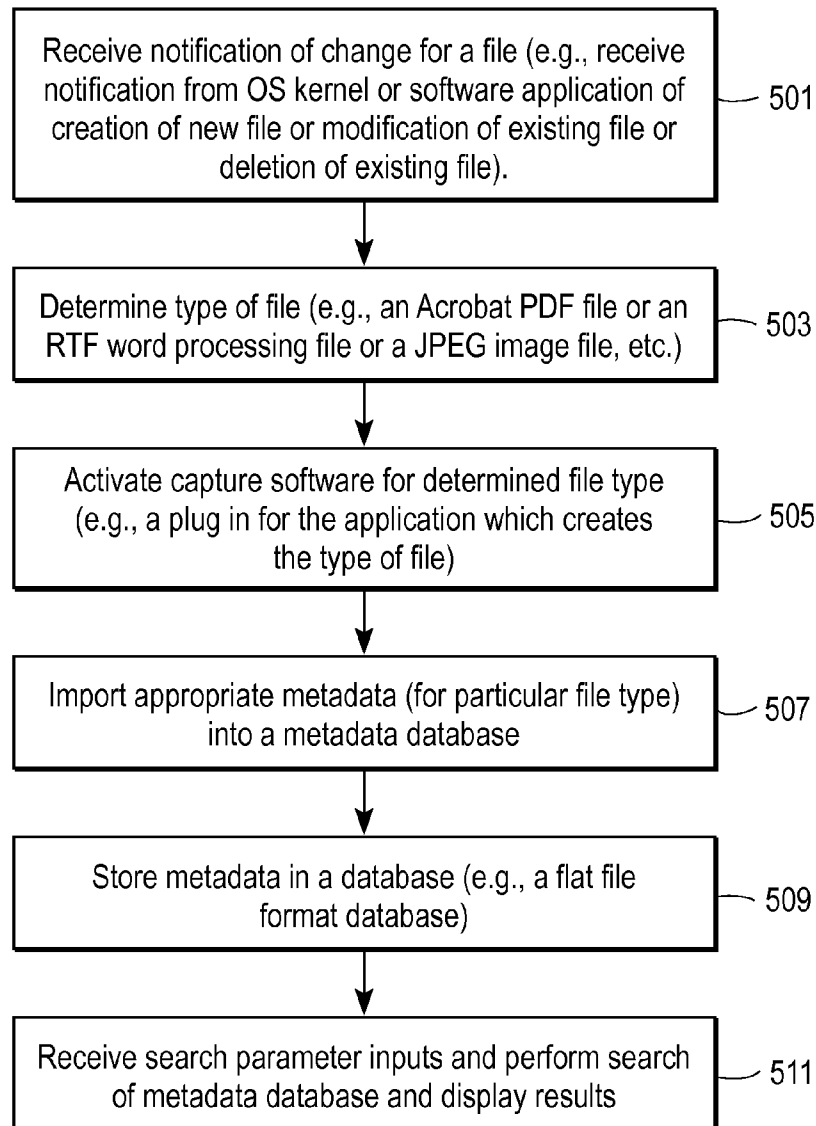 Receive notification of change for a file (e.g., receive
notification from OS kernel or software application of
creation of new file or modification of existing file or
deletion of existing file).
501
Determine type of file (e.g., an Acrobat PDF file or an
RTF word processing file or a JPEG image file, etc.)
503
Activate capture software for determined file type
(e.g., a plug in for the application which creates
the type of file)
505
Import appropriate metadata (for particular file type)
into a metadata database
507
Store metadata in a database (e.g., a flat file
format database)
509
Receive search parameter inputs and perform search
of metadata database and display results
511